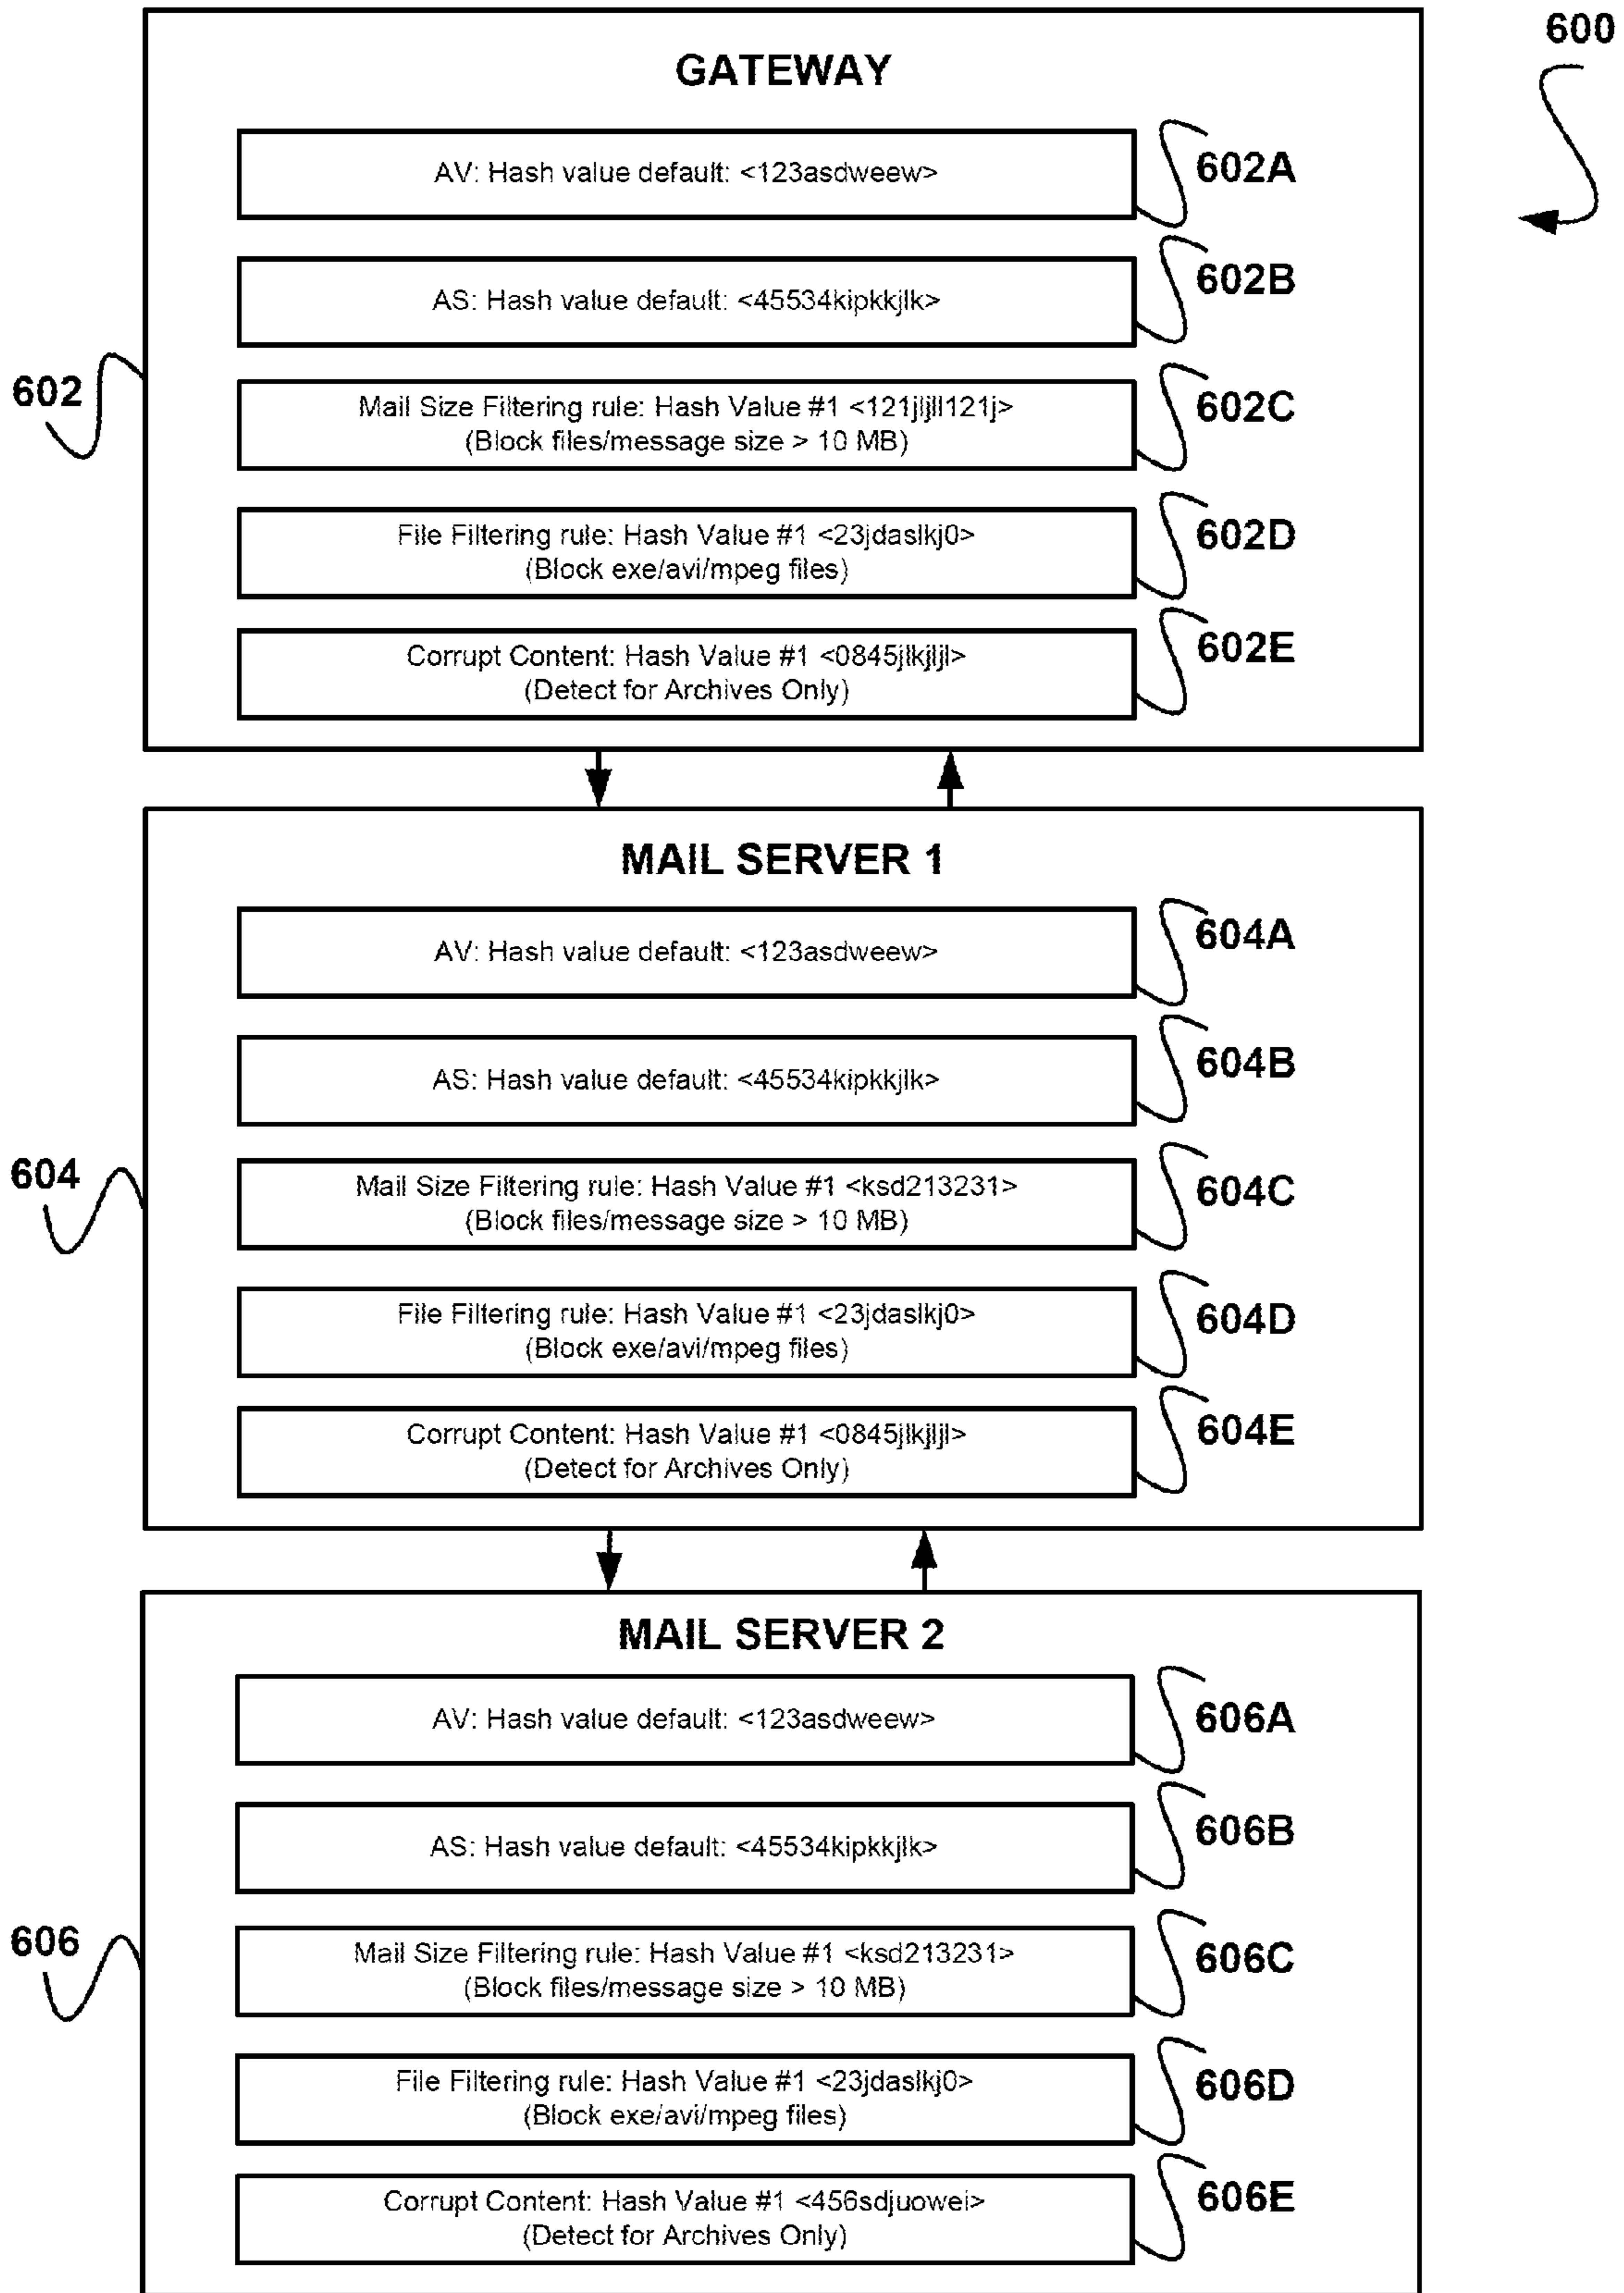 600
GATEWAY
AV: Hash value default: <123asdweew>
602A
AS: Hash value default: <45534kipkkjlk>
602B
602
Mail Size Filtering rule: Hash Value #1 <121jljll121j>
(Block files/message size > 10 MB)
602C
File Filtering rule: Hash Value #1 <23jdaslkj0>
(Block exe/avi/mpeg files)
602D
Corrupt Content: Hash Value #1 <0845jlkjljl>
(Detect for Archives Only)
602E
MAIL SERVER 1
AV: Hash value default: <123asdweew>
604A
AS: Hash value default: <45534kipkkjlk>
604B
604
Mail Size Filtering rule: Hash Value #1 <ksd213231>
(Block files/message size > 10 MB)
604C
File Filtering rule: Hash Value #1 <23jdaslkj0>
(Block exe/avi/mpeg files)
604D
Corrupt Content: Hash Value #1 <0845jlkjljl>
(Detect for Archives Only)
604E
MAIL SERVER 2
AV: Hash value default: <123asdweew>
606A
AS: Hash value default: <45534kipkkjlk>
606B
606
Mail Size Filtering rule: Hash Value #1 <ksd213231>
(Block files/message size > 10 MB)
606C
File Filtering rule: Hash Value #1 <23jdaslkj0>
(Block exe/avi/mpeg files)
606D
Corrupt Content: Hash Value #1 <456sdjuowei>
(Detect for Archives Only)
606E